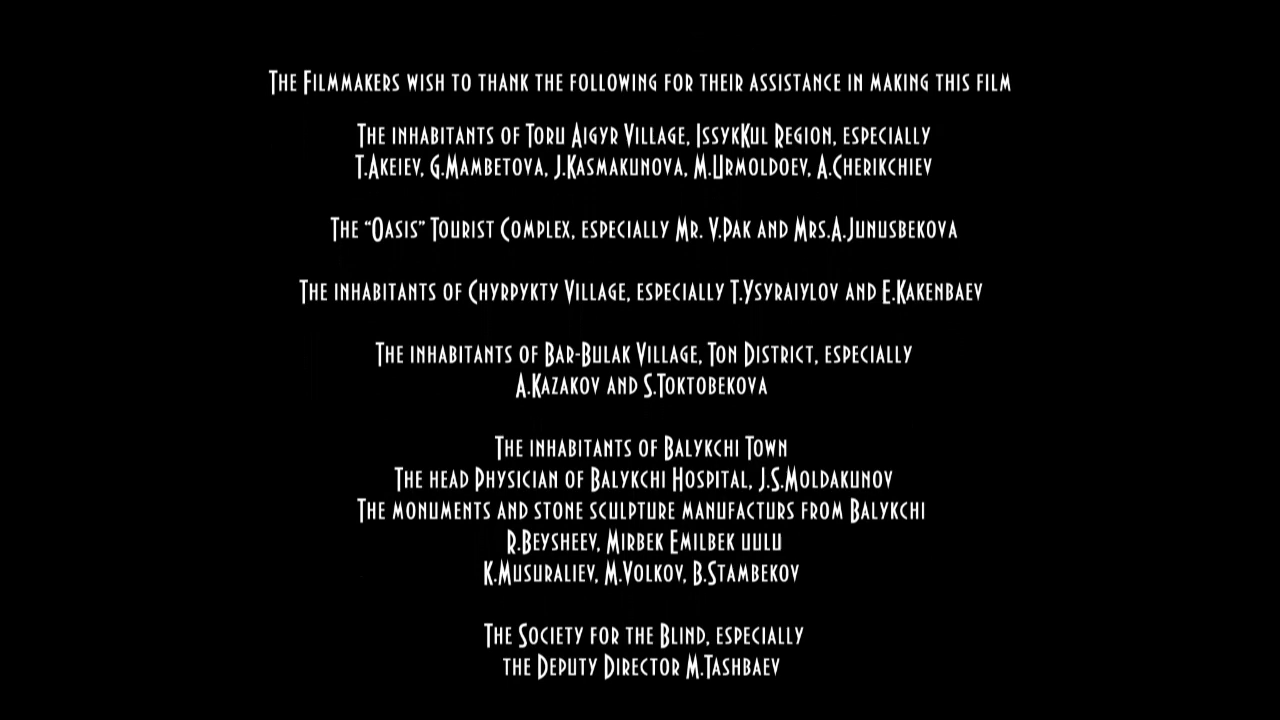 The Filmmakers wish to thank the following for their assistance in making this film
The inhabitants of Toru Aigyr Village, IssykKul Region, especially
T.Akeiev, G.Mambetova, J.Kasmakunova, M.Urmoldoev, A.Cherikchiev
The “Oasis” Tourist Complex, especially Mr. V.Pak and Mrs.A.Junusbekova
The inhabitants of Chyrpykty Village, especially T.Ysyraiylov and E.Kakenbaev
The inhabitants of Bar-Bulak Village, Ton District, especially
A.Kazakov and S.Toktobekova
The inhabitants of Balykchi Town
The head Physician of Balykchi Hospital, J.S.Moldakunov
The monuments and stone sculpture manufacturs from Balykchi
R.Beysheev, Mirbek Emilbek uulu
K.Musuraliev, M.Volkov, B.Stambekov
The Society for the Blind, especially
the Deputy Director M.Tashbaev